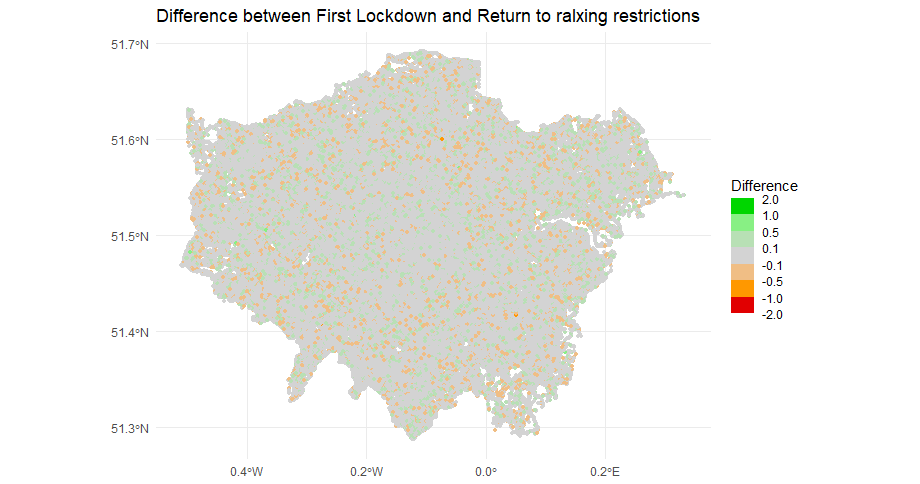 Difference between First Lockdown and Return to ralxing restrictions
51.7°N
51.6°N
51.5°N
51.4°N
51.3°N
0.4°W
0.2°W
0.0°
0.2°E
Difference
2.0
1.0
0.5
0.1
-0.1
-0.5
-1.0
-2.0